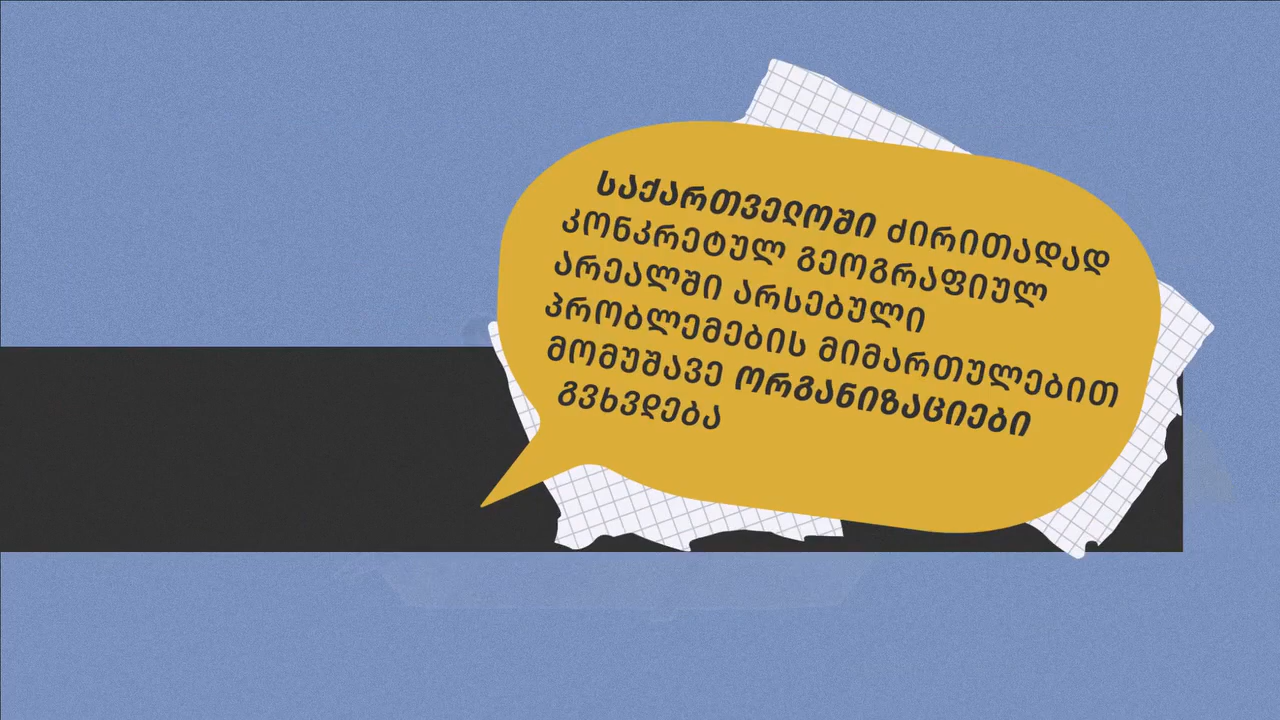 საქართველოში ძირითადად
კონკრეტულ გეოგრაფიულ
არეალში არსებული
პრობლემების მიმართულებით
მომუშავე ორგანიზაციები
გვხვდება